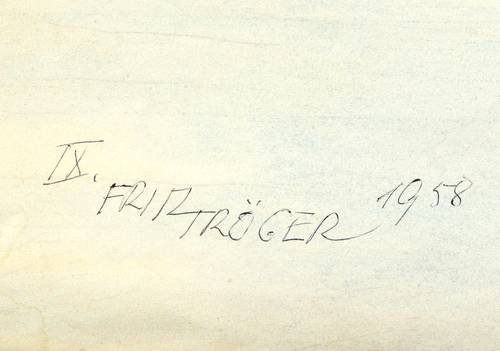 IX.
FRITZ
TRÖGER 1958